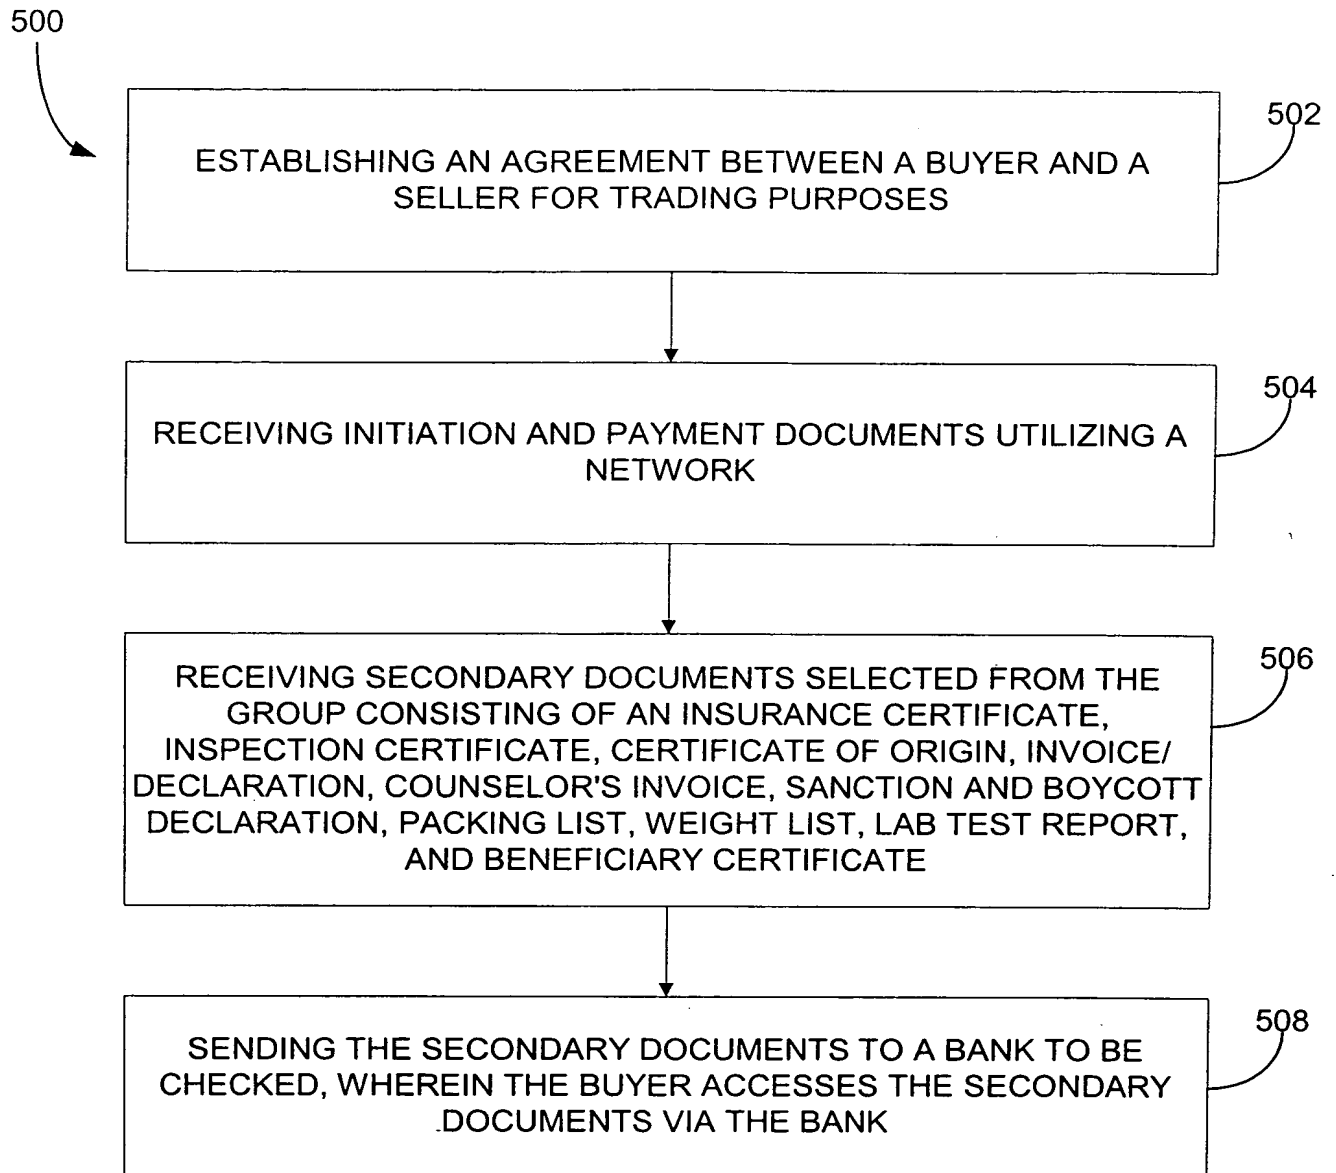 500
502
ESTABLISHING AN AGREEMENT BETWEEN A BUYER AND A
SELLER FOR TRADING PURPOSES
504
RECEIVING INITIATION AND PAYMENT DOCUMENTS UTILIZING A
NETWORK
506
RECEIVING SECONDARY DOCUMENTS SELECTED FROM THE
GROUP CONSISTING OF AN INSURANCE CERTIFICATE,
INSPECTION CERTIFICATE, CERTIFICATE OF ORIGIN, INVOICE/
DECLARATION, COUNSELOR'S INVOICE, SANCTION AND BOYCOTT
DECLARATION, PACKING LIST, WEIGHT LIST, LAB TEST REPORT,
AND BENEFICIARY CERTIFICATE
508
SENDING THE SECONDARY DOCUMENTS TO A BANK TO BE
CHECKED, WHEREIN THE BUYER ACCESSES THE SECONDARY
DOCUMENTS VIA THE BANK